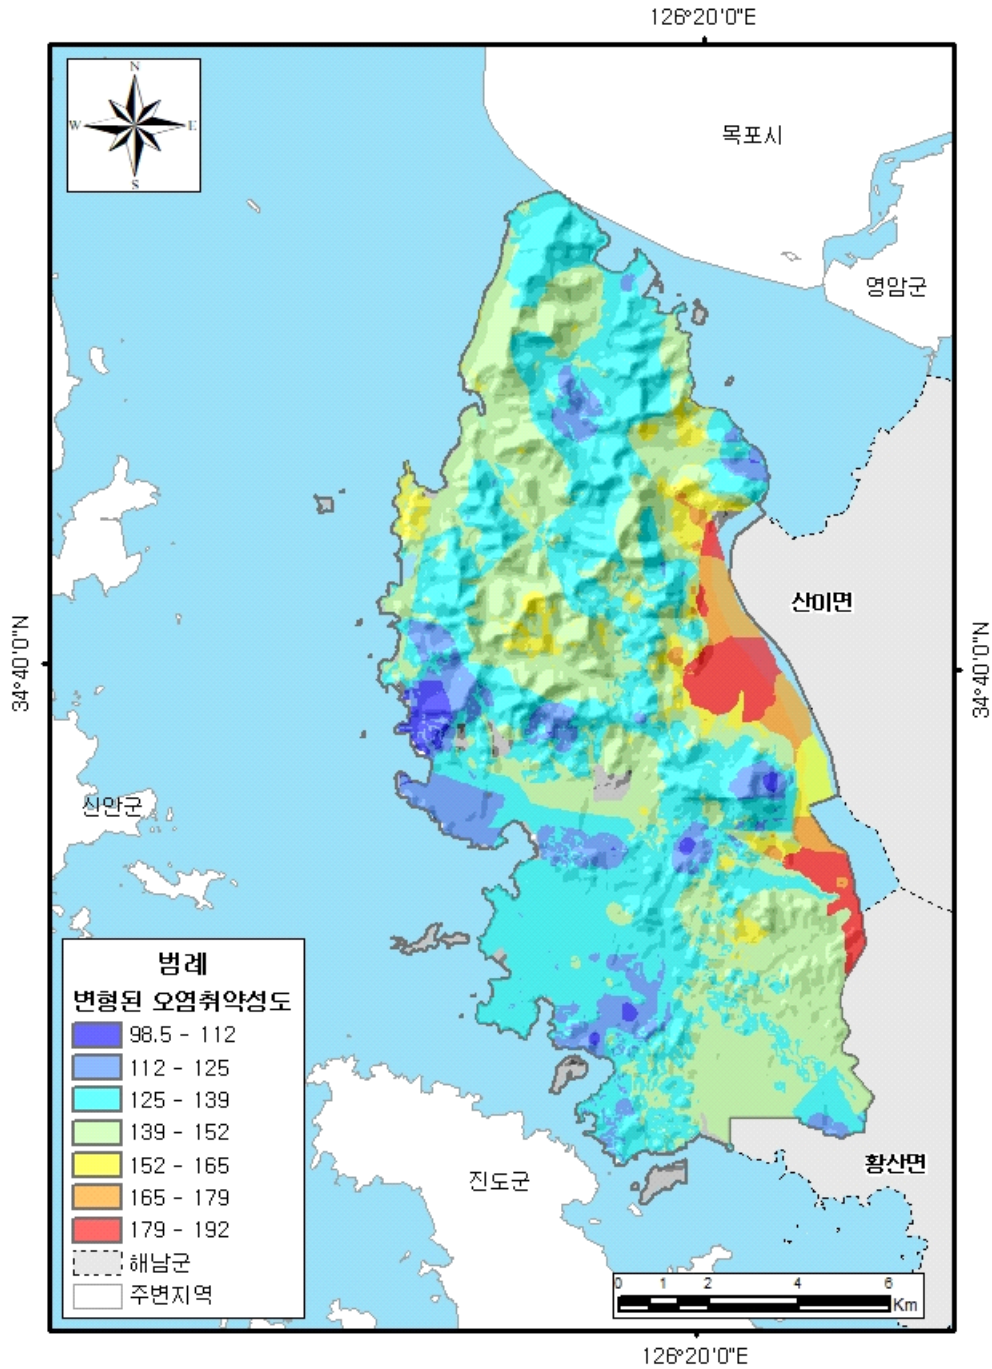 126°20'0"E
N
W
E
S
목포시
영암군
산이면
34°40'0"N
34°40'0"N
신안군
진도군
황산면
범례
변형된 오염취약성도
98.5 - 112
112 - 125
125 - 139
139 - 152
152 - 165
165 - 179
179 - 192
해남군
주변지역
0 1 2 4 6
Km
126°20'0"E